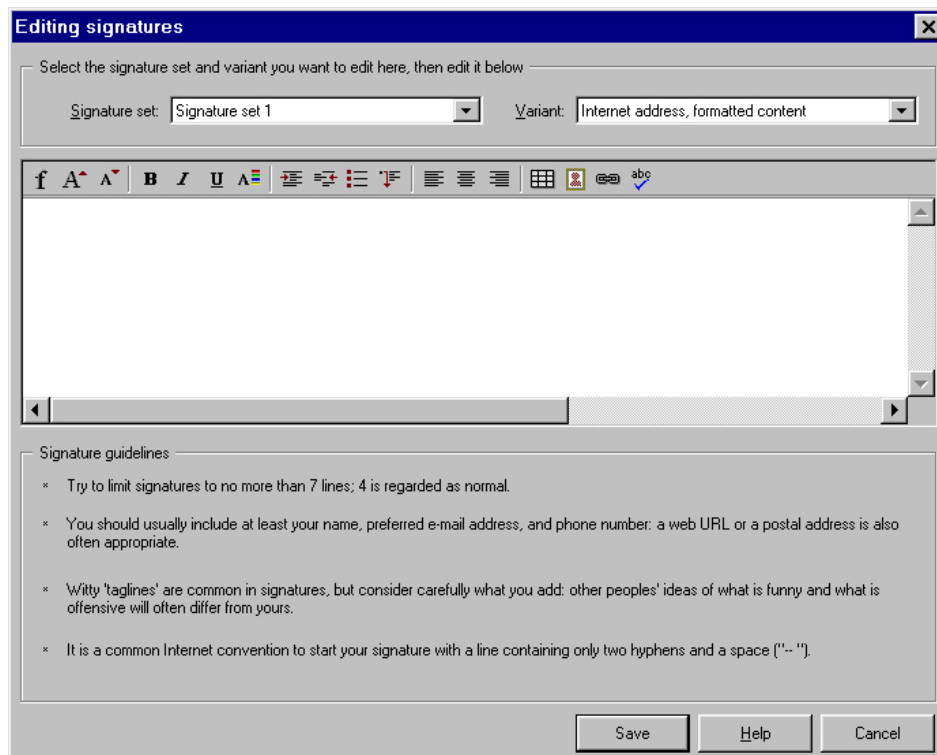 Editing signatures
Select the signature set and variant you want to edit here, then edit it below
Signature set: Signature set 1 Variant: Internet address, formatted content
f A A B I U A abc
Signature guidelines
× Try to limit signatures to no more than 7 lines; 4 is regarded as normal.
× You should usually include at least your name, preferred e-mail address, and phone number: a web URL or a postal address is also
often appropriate.
× Witty 'taglines' are common in signatures, but consider carefully what you add: other peoples' ideas of what is funny and what is
offensive will often differ from yours.
× It is a common Internet convention to start your signature with a line containing only two hyphens and a space ("-- ").
Save Help Cancel